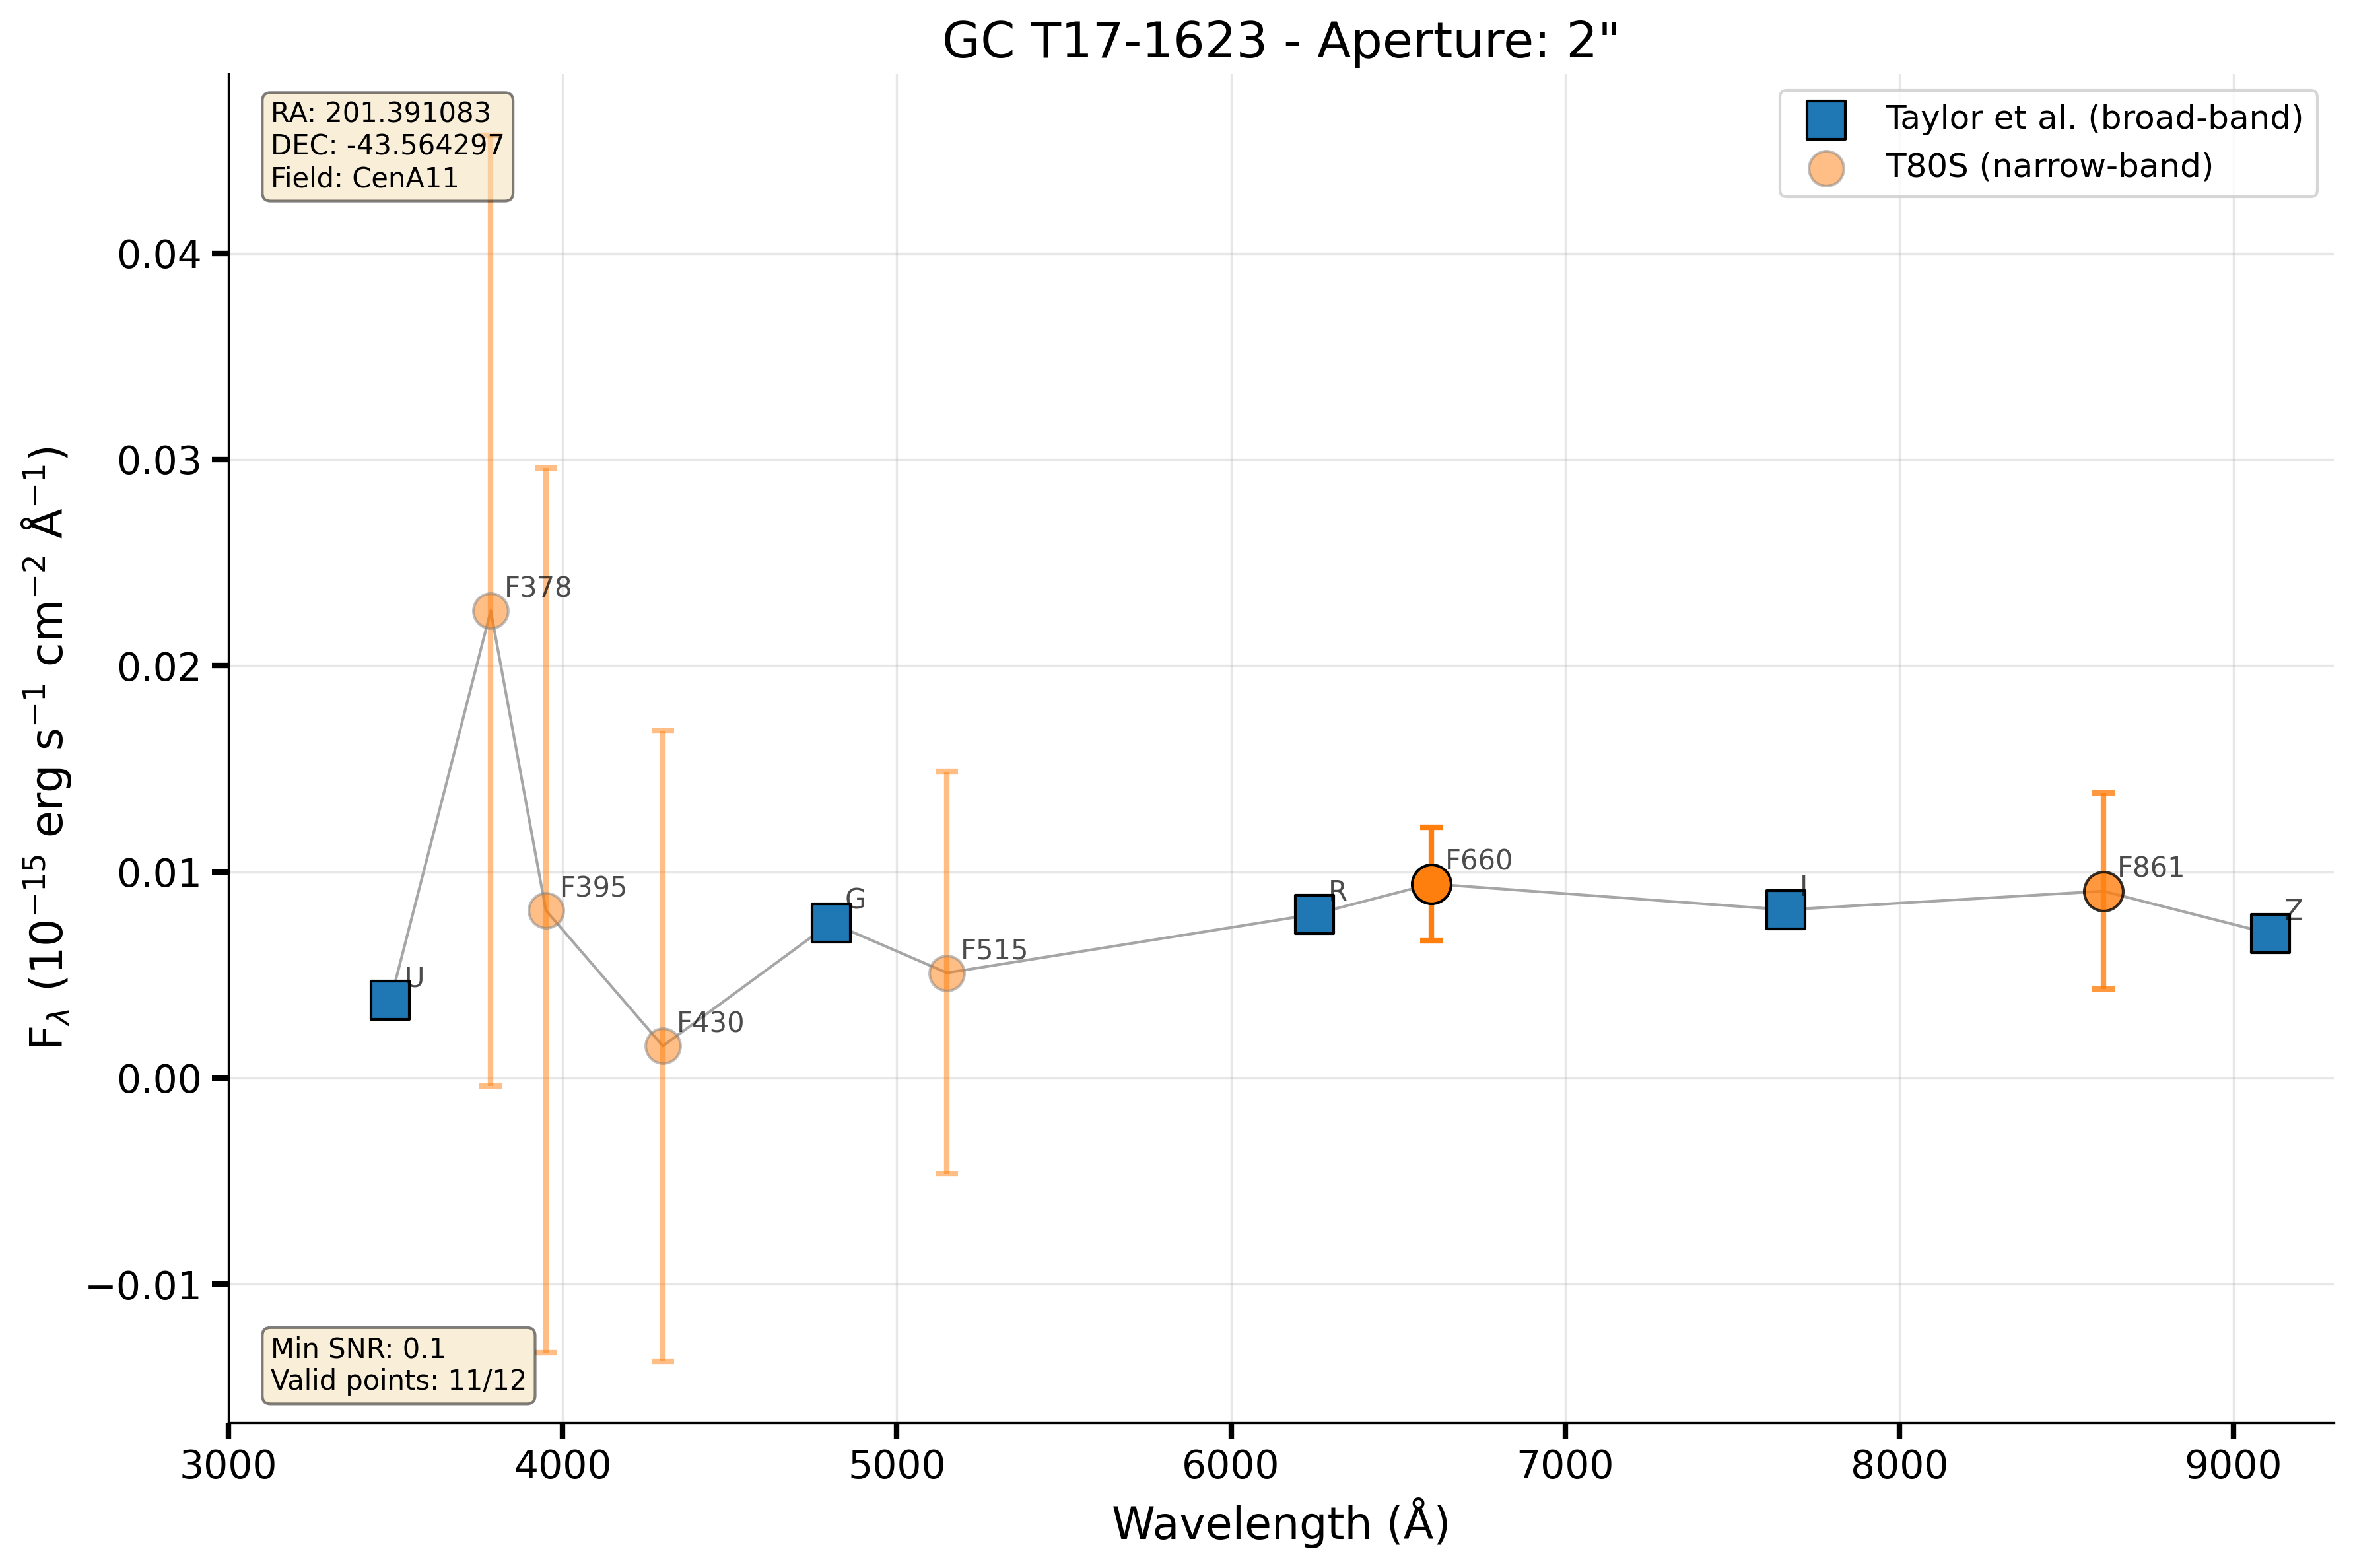 GC T17-1623 - Aperture: 2"
RA: 201.391083
DEC: -43.564297
Field: CenA11
Taylor et al. (broad-band)
T80S (narrow-band)
F_λ (10⁻¹⁵ erg s⁻¹ cm⁻² Å⁻¹)
0.04
0.03
0.02
0.01
0.00
−0.01
U
F378
F395
F430
G
F515
R
F660
I
F861
Z
Min SNR: 0.1
Valid points: 11/12
3000 4000 5000 6000 7000 8000 9000
Wavelength (Å)